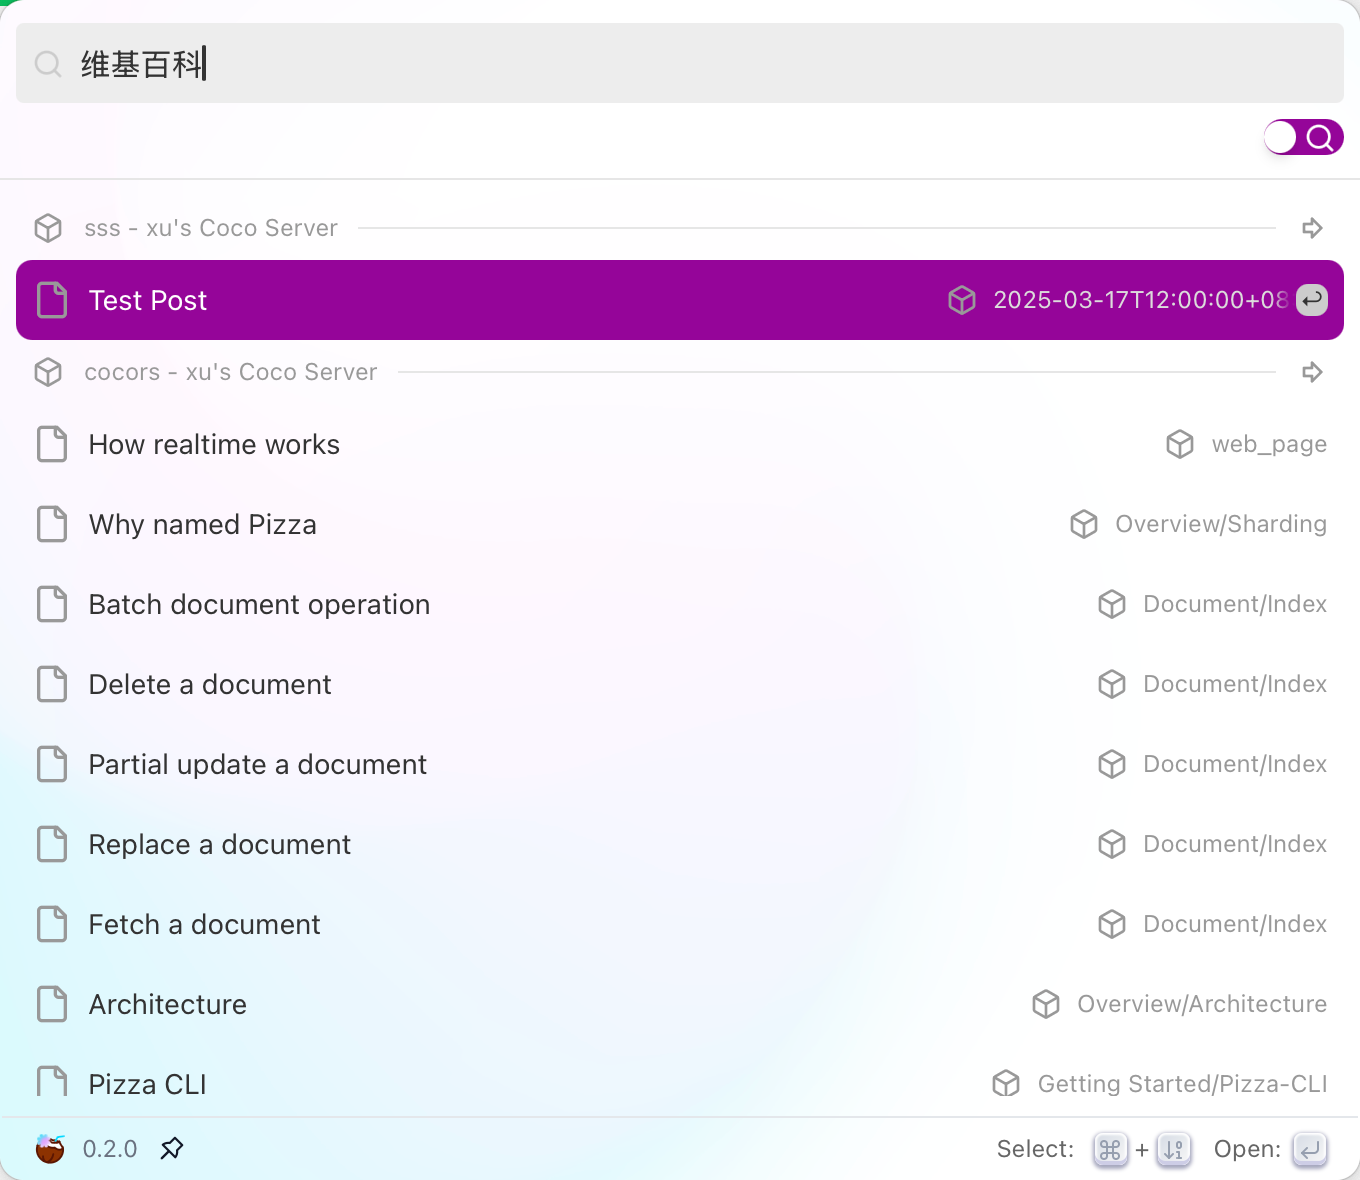 维基百科
sss - xu's Coco Server
Test Post 2025-03-17T12:00:00+08
cocors - xu's Coco Server
How realtime works web_page
Why named Pizza Overview/Sharding
Batch document operation Document/Index
Delete a document Document/Index
Partial update a document Document/Index
Replace a document Document/Index
Fetch a document Document/Index
Architecture Overview/Architecture
Pizza CLI Getting Started/Pizza-CLI
0.2.0 Select: ⌘ + Open: